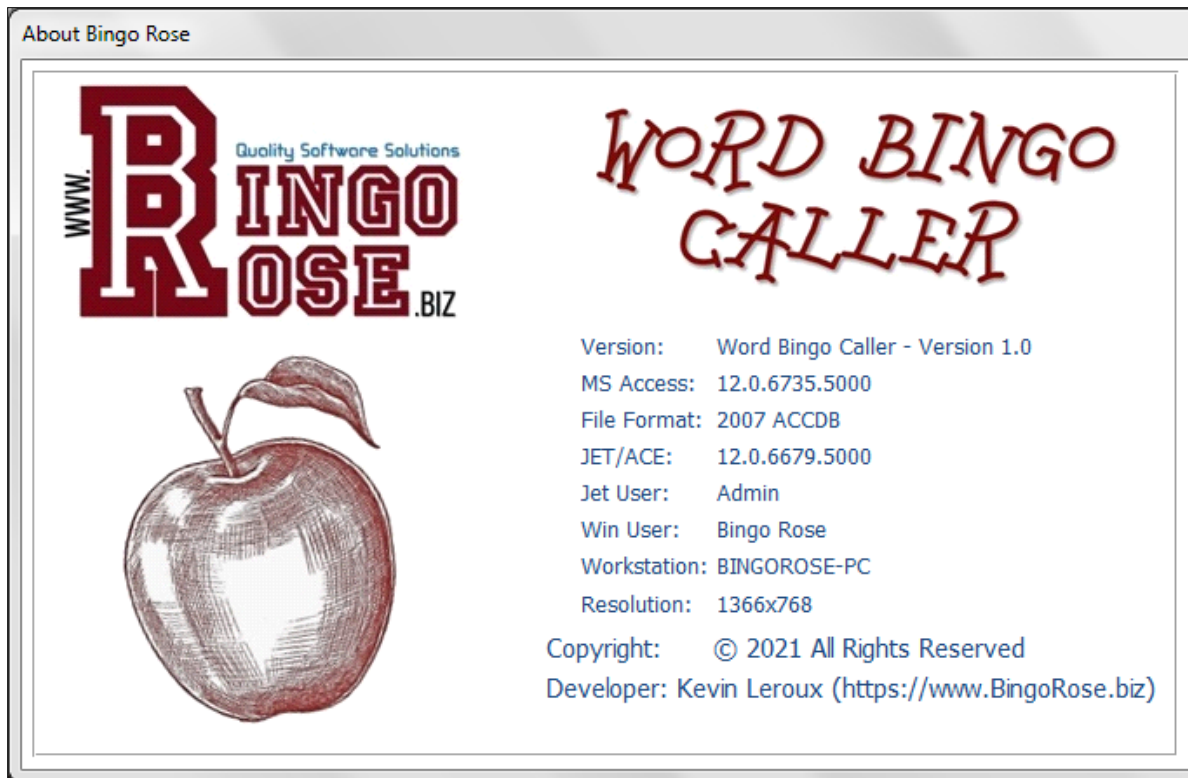 About Bingo Rose
WWW.
Quality Software Solutions
BINGO
ROSE
.BIZ
WORD BINGO
CALLER
Version: Word Bingo Caller - Version 1.0
MS Access: 12.0.6735.5000
File Format: 2007 ACCDB
JET/ACE: 12.0.6679.5000
Jet User: Admin
Win User: Bingo Rose
Workstation: BINGOROSE-PC
Resolution: 1366x768
Copyright: © 2021 All Rights Reserved
Developer: Kevin Leroux (https://www.BingoRose.biz)